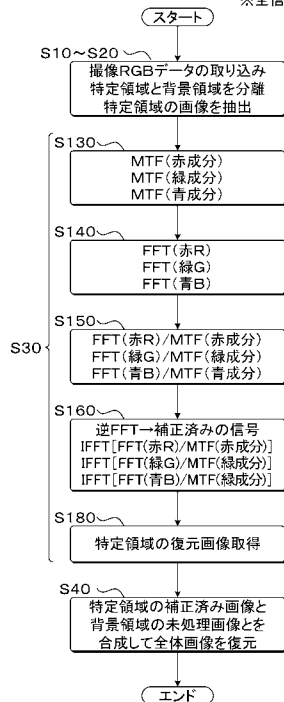 ※全信
スタート
S10～S20
撮像RGBデータの取り込み
特定領域と背景領域を分離
特定領域の画像を抽出
S130
MTF(赤成分)
MTF(緑成分)
MTF(青成分)
S140
FFT(赤R)
FFT(緑G)
FFT(青B)
S150
S30
FFT(赤R)/MTF(赤成分)
FFT(緑G)/MTF(緑成分)
FFT(青B)/MTF(青成分)
S160
逆FFT→補正済みの信号
IFFT[FFT(赤R)/MTF(赤成分)]
IFFT[FFT(緑G)/MTF(緑成分)]
IFFT[FFT(青B)/MTF(緑成分)]
S180
特定領域の復元画像取得
S40
特定領域の補正済み画像と
背景領域の未処理画像とを
合成して全体画像を復元
エンド